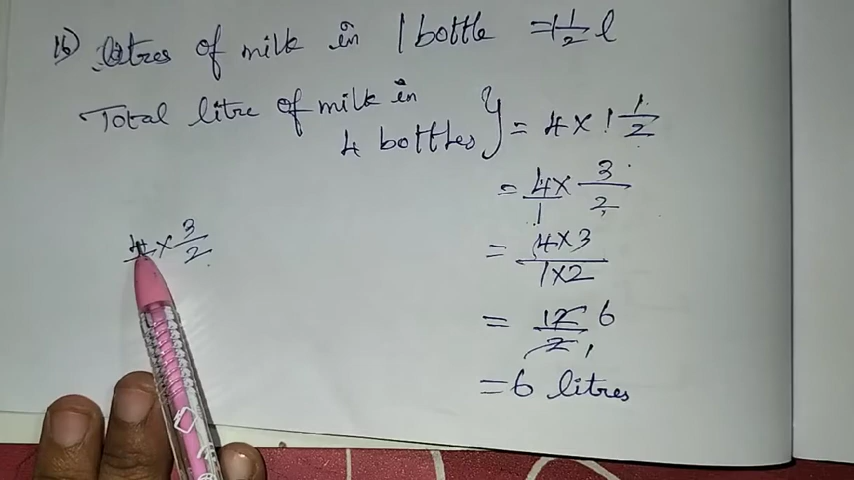 16) litres of milk in 1 bottle = 1 1/2 l
Total litre of milk in
4 bottles } = 4 × 1 1/2
= 4/1 × 3/2
= 4×3/1×2
= 12/2 6/1
= 6 litres
4 × 3/2